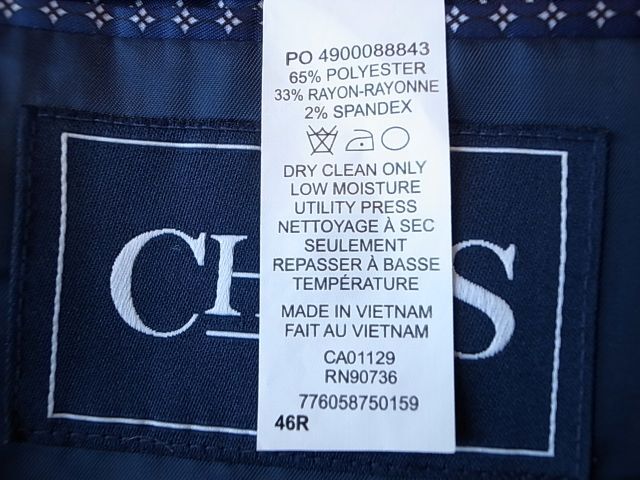 PO 4900088843
65% POLYESTER
33% RAYON-RAYONNE
2% SPANDEX
DRY CLEAN ONLY
LOW MOISTURE
UTILITY PRESS
NETTOYAGE À SEC
SEULEMENT
REPASSER À BASSE
TEMPÉRATURE
MADE IN VIETNAM
FAIT AU VIETNAM
CA01129
RN90736
776058750159
46R